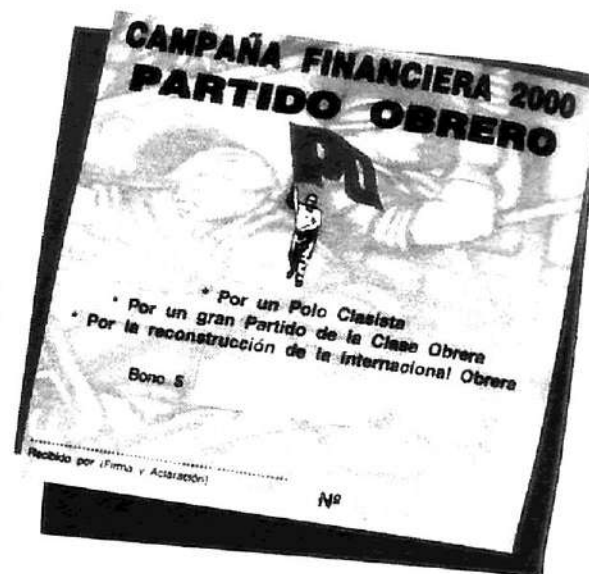 CAMPAÑA FINANCIERA 2000
PARTIDO OBRERO
PO
* Por un Polo Clasista
* Por un gran Partido de la Clase Obrera
* Por la reconstrucción de la internacional Obrera
Bono $
Recibido por (Firma y Aclaración)
Nº